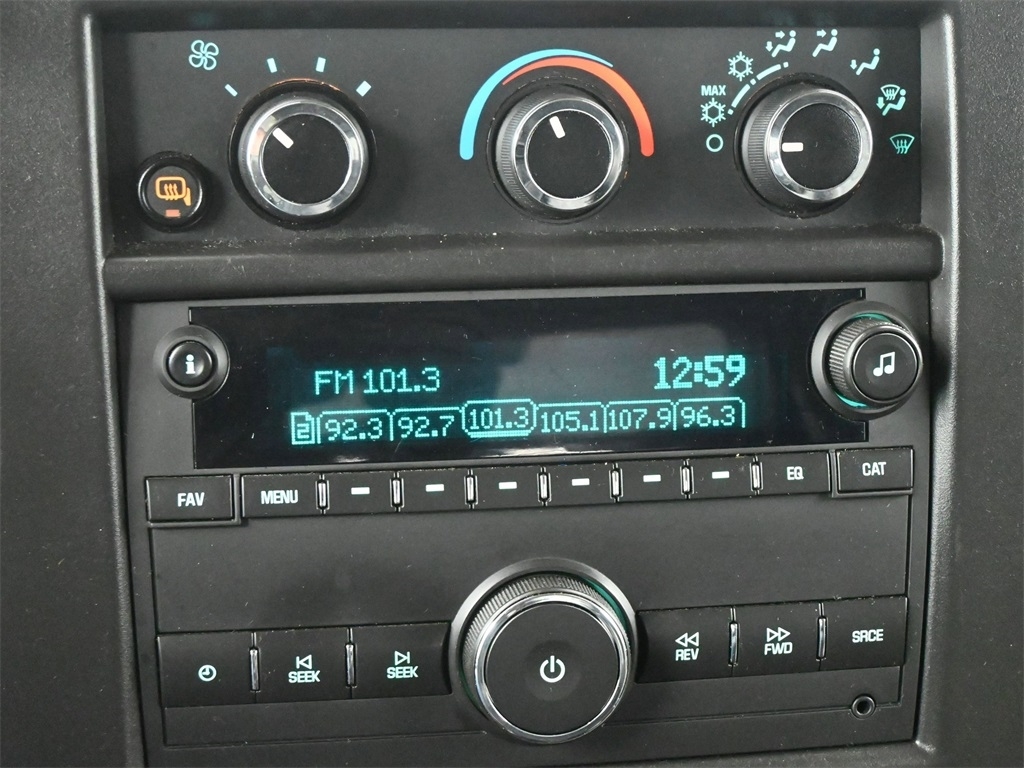 MAX
FM 101.3 12:59
2 92.3 92.7 101.3 105.1 107.9 96.3
FAV MENU EQ CAT
SEEK SEEK REV FWD SRCE